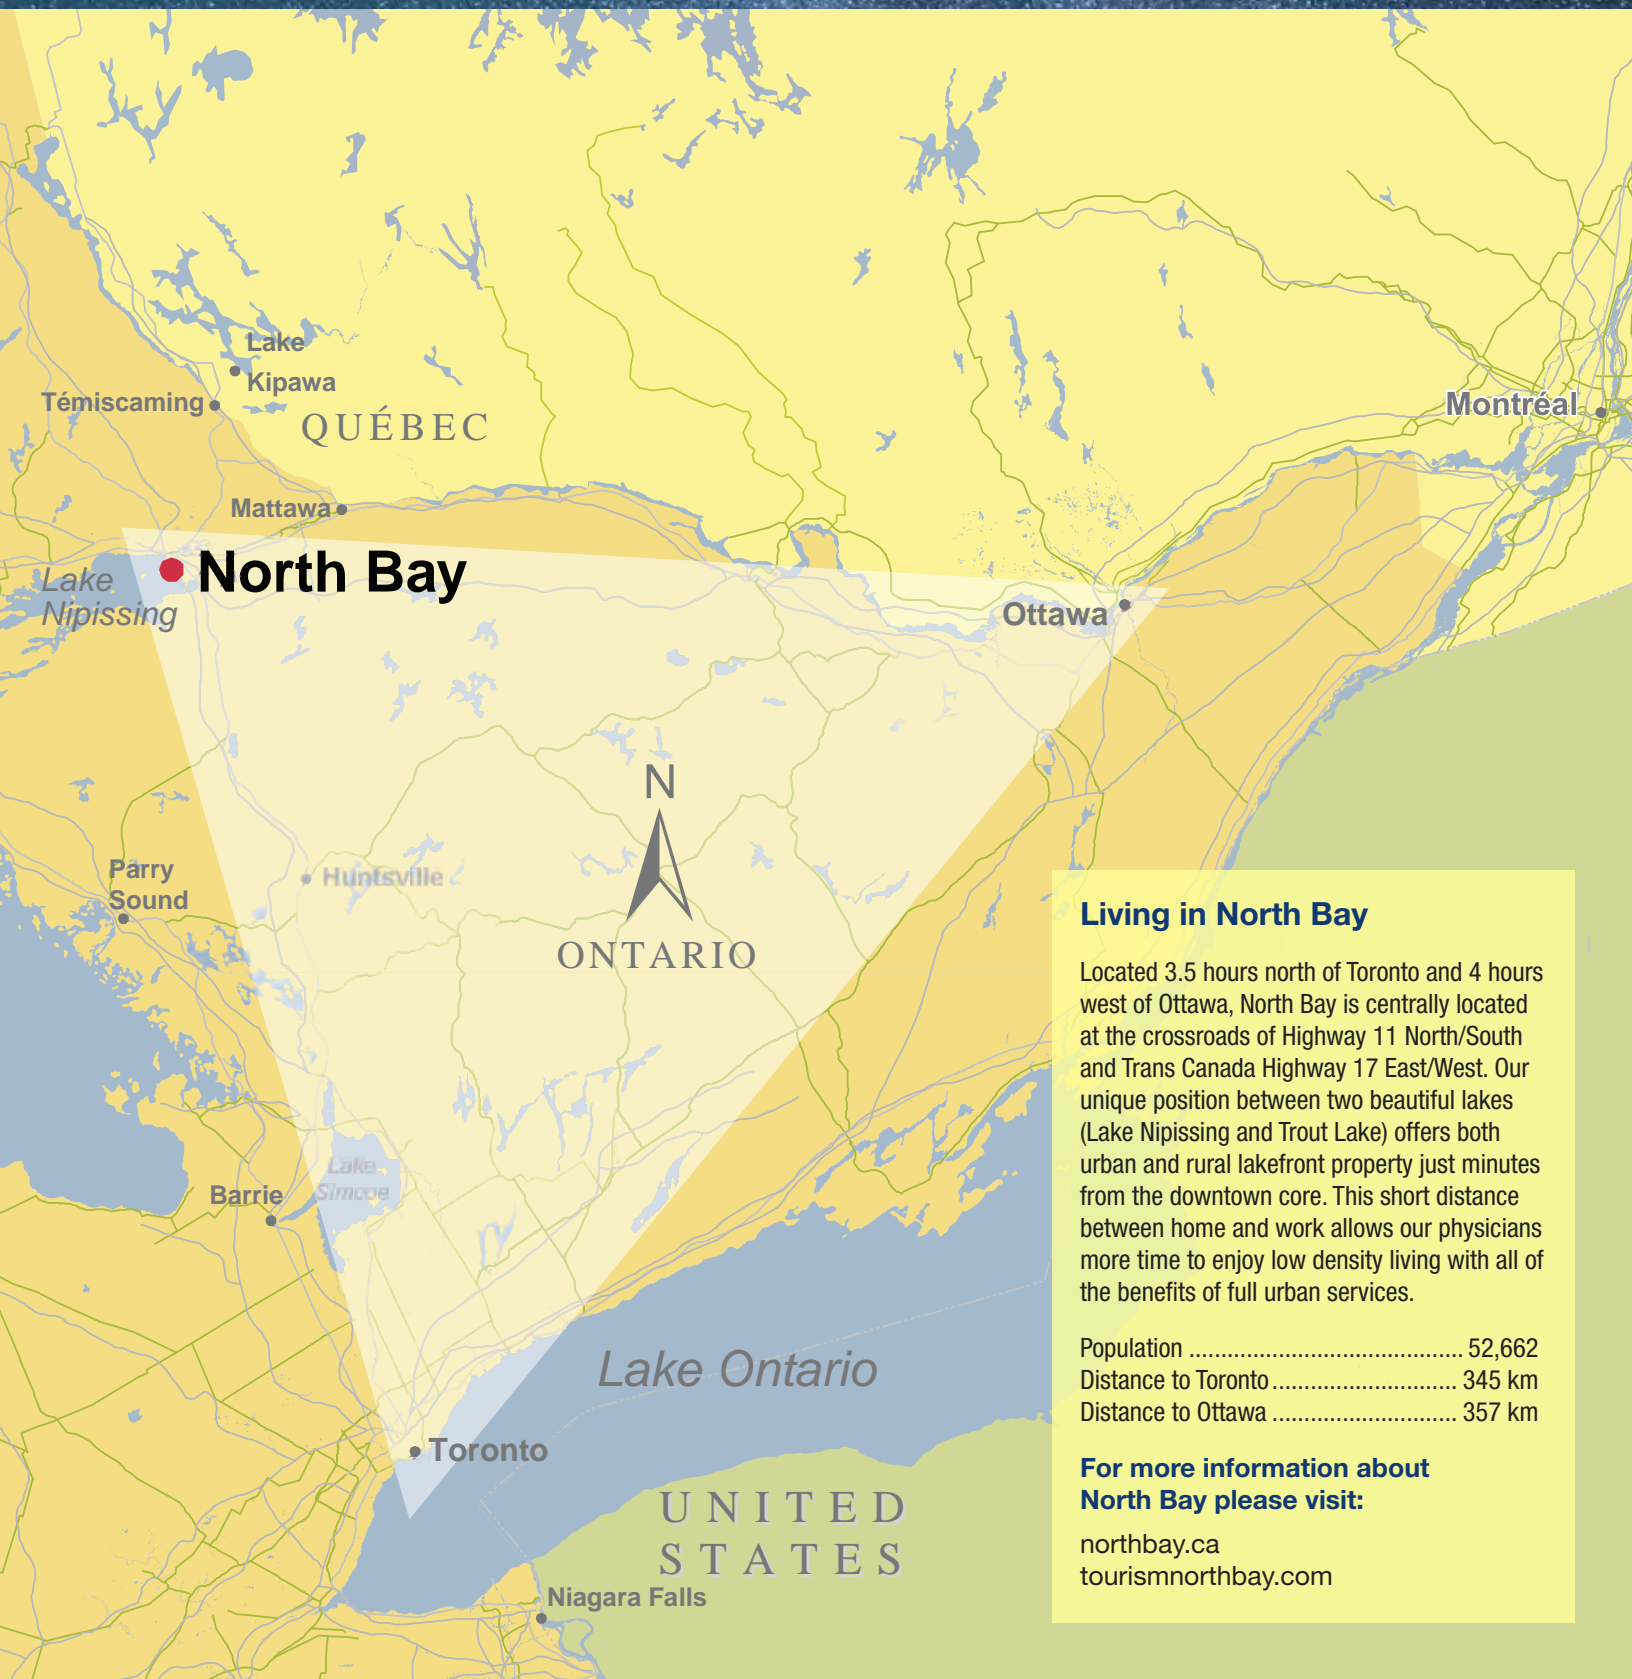 Lake
Kipawa
Témiscaming
QUÉBEC
Montréal
Mattawa
North Bay
Lake
Nipissing
Ottawa
N
Parry
Sound
Huntsville
ONTARIO
Lake
Simcoe
Barrie
Lake Ontario
Toronto
UNITED
STATES
Niagara Falls
Living in North Bay
Located 3.5 hours north of Toronto and 4 hours
west of Ottawa, North Bay is centrally located
at the crossroads of Highway 11 North/South
and Trans Canada Highway 17 East/West. Our
unique position between two beautiful lakes
(Lake Nipissing and Trout Lake) offers both
urban and rural lakefront property just minutes
from the downtown core. This short distance
between home and work allows our physicians
more time to enjoy low density living with all of
the benefits of full urban services.
Population ........................................... 52,662
Distance to Toronto ............................. 345 km
Distance to Ottawa ............................. 357 km
For more information about
North Bay please visit:
northbay.ca
tourismnorthbay.com